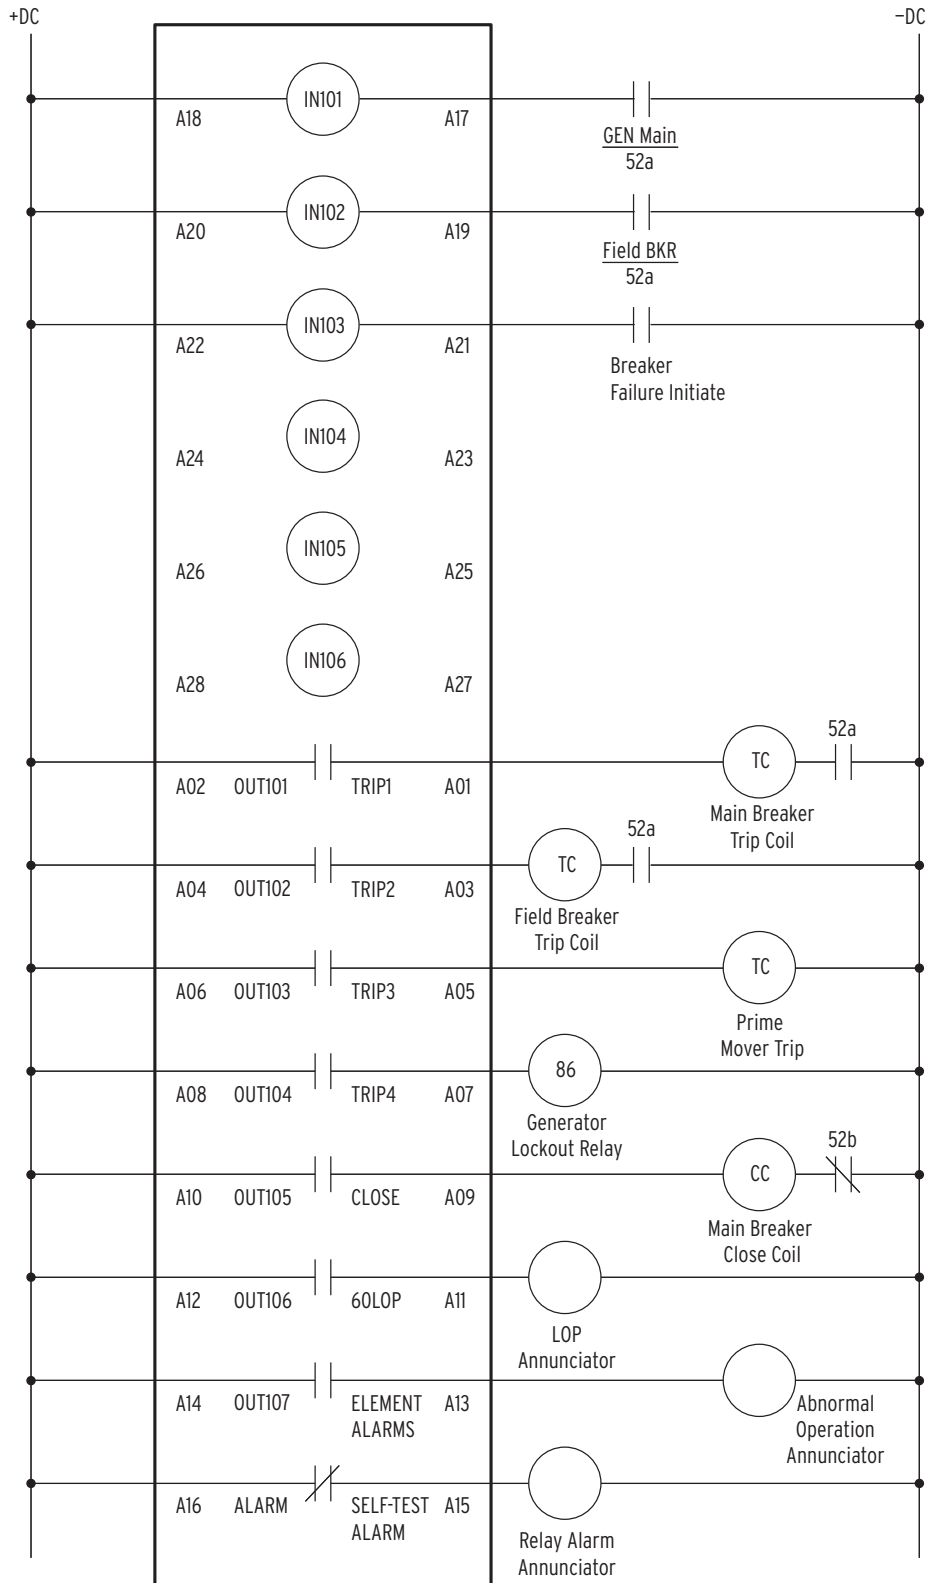 +DC
−DC
IN101
A18
A17
GEN Main
52a
IN102
A20
A19
Field BKR
52a
IN103
A22
A21
Breaker
Failure Initiate
IN104
A24
A23
IN105
A26
A25
IN106
A28
A27
52a
TC
A02 OUT101 TRIP1 A01
Main Breaker
Trip Coil
52a
TC
A04 OUT102 TRIP2 A03
Field Breaker
Trip Coil
TC
A06 OUT103 TRIP3 A05
Prime
Mover Trip
86
A08 OUT104 TRIP4 A07
Generator
Lockout Relay
52b
CC
A10 OUT105 CLOSE A09
Main Breaker
Close Coil
A12 OUT106 60LOP A11
LOP
Annunciator
A14 OUT107 ELEMENT A13
ALARMS
Abnormal
Operation
Annunciator
A16 ALARM SELF-TEST A15
ALARM
Relay Alarm
Annunciator